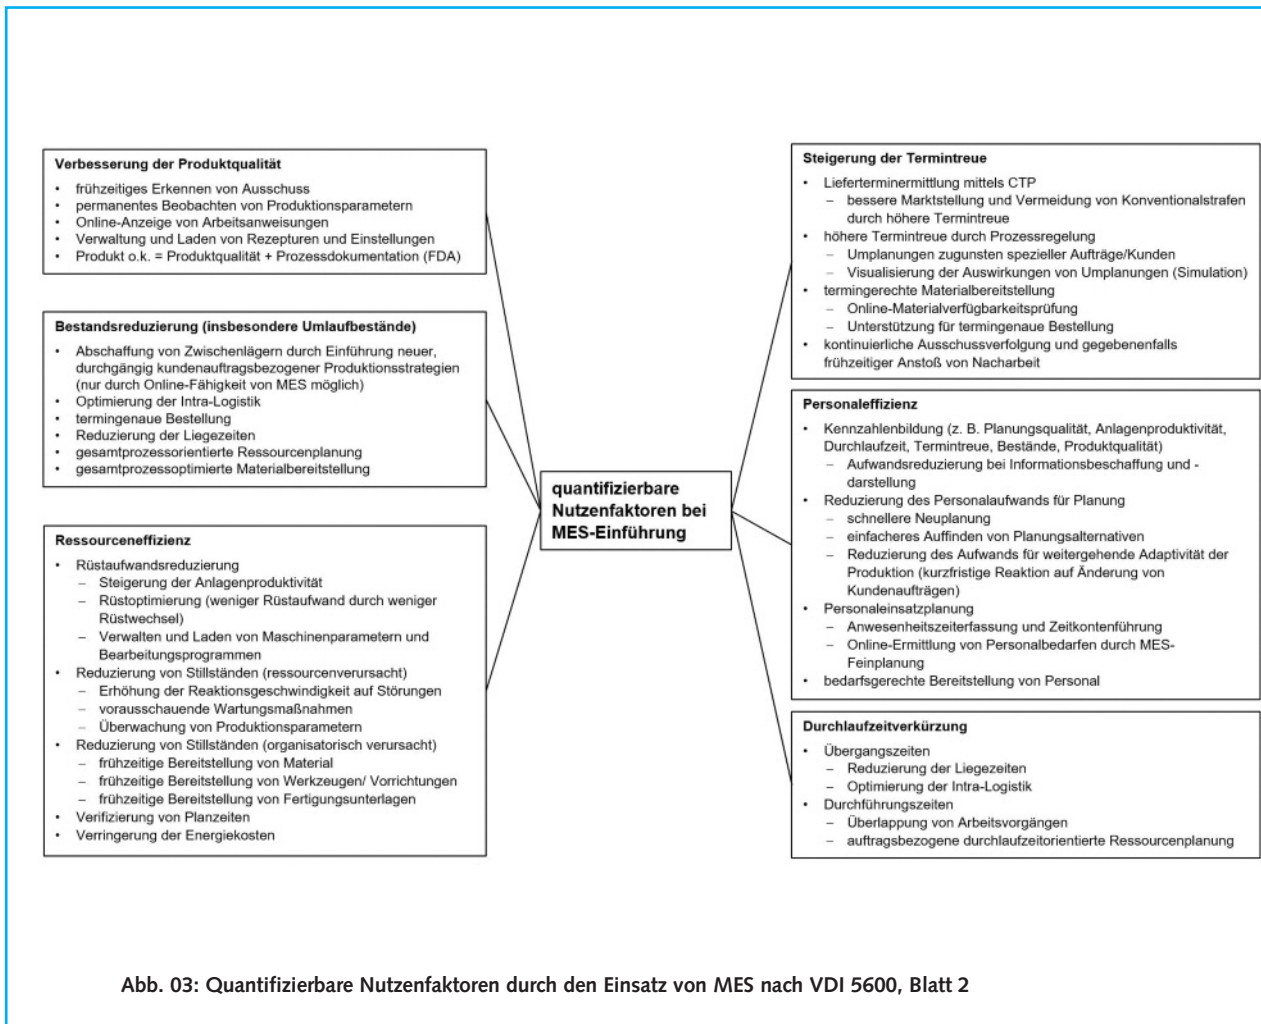 Verbesserung der Produktqualität
• frühzeitiges Erkennen von Ausschuss
• permanentes Beobachten von Produktionsparametern
• Online-Anzeige von Arbeitsanweisungen
• Verwaltung und Laden von Rezepturen und Einstellungen
• Produkt o.k. = Produktqualität + Prozessdokumentation (FDA)
Bestandsreduzierung (insbesondere Umlaufbestände)
• Abschaffung von Zwischenlägern durch Einführung neuer,
durchgängig kundenauftragsbezogener Produktionsstrategien
(nur durch Online-Fähigkeit von MES möglich)
• Optimierung der Intra-Logistik
• termingenaue Bestellung
• Reduzierung der Liegezeiten
• gesamtprozessorientierte Ressourcenplanung
• gesamtprozessoptimierte Materialbereitstellung
Ressourceneffizienz
• Rüstaufwandsreduzierung
– Steigerung der Anlagenproduktivität
– Rüstoptimierung (weniger Rüstaufwand durch weniger
Rüstwechsel)
– Verwalten und Laden von Maschinenparametern und
Bearbeitungsprogrammen
• Reduzierung von Stillständen (ressourcenverursacht)
– Erhöhung der Reaktionsgeschwindigkeit auf Störungen
– vorausschauende Wartungsmaßnahmen
– Überwachung von Produktionsparametern
• Reduzierung von Stillständen (organisatorisch verursacht)
– frühzeitige Bereitstellung von Material
– frühzeitige Bereitstellung von Werkzeugen/ Vorrichtungen
– frühzeitige Bereitstellung von Fertigungsunterlagen
• Verifizierung von Planzeiten
• Verringerung der Energiekosten
quantifizierbare
Nutzenfaktoren bei
MES-Einführung
Steigerung der Termintreue
• Lieferterminermittlung mittels CTP
– bessere Marktstellung und Vermeidung von Konventionalstrafen
durch höhere Termintreue
• höhere Termintreue durch Prozessregelung
– Umplanungen zugunsten spezieller Aufträge/Kunden
– Visualisierung der Auswirkungen von Umplanungen (Simulation)
• termingerechte Materialbereitstellung
– Online-Materialverfügbarkeitsprüfung
– Unterstützung für termingenaue Bestellung
• kontinuierliche Ausschussverfolgung und gegebenenfalls
frühzeitiger Anstoß von Nacharbeit
Personaleffizienz
• Kennzahlenbildung (z. B. Planungsqualität, Anlagenproduktivität,
Durchlaufzeit, Termintreue, Bestände, Produktqualität)
– Aufwandsreduzierung bei Informationsbeschaffung und -
darstellung
• Reduzierung des Personalaufwands für Planung
– schnellere Neuplanung
– einfacheres Auffinden von Planungsalternativen
– Reduzierung des Aufwands für weitergehende Adaptivität der
Produktion (kurzfristige Reaktion auf Änderung von
Kundenaufträgen)
• Personaleinsatzplanung
– Anwesenheitszeiterfassung und Zeitkontenführung
– Online-Ermittlung von Personalbedarfen durch MES-
Feinplanung
• bedarfsgerechte Bereitstellung von Personal
Durchlaufzeitverkürzung
• Übergangszeiten
– Reduzierung der Liegezeiten
– Optimierung der Intra-Logistik
• Durchführungszeiten
– Überlappung von Arbeitsvorgängen
– auftragsbezogene durchlaufzeitorientierte Ressourcenplanung
Abb. 03: Quantifizierbare Nutzenfaktoren durch den Einsatz von MES nach VDI 5600, Blatt 2